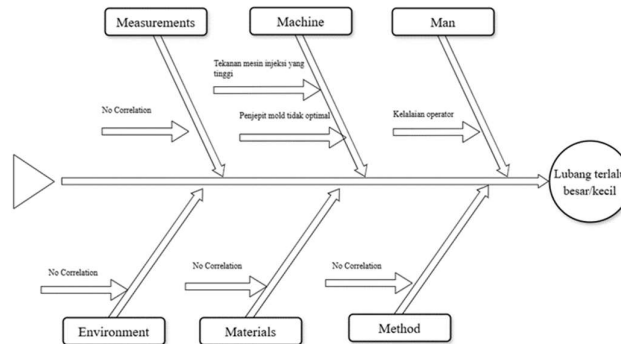 Measurements
Machine
Man
Tekanan mesin injeksi yang
tinggi
No Correlation
Penjepit mold tidak optimal
Kelalaian operator
Lubang terlalu
besar/kecil
No Correlation
No Correlation
No Correlation
Environment
Materials
Method